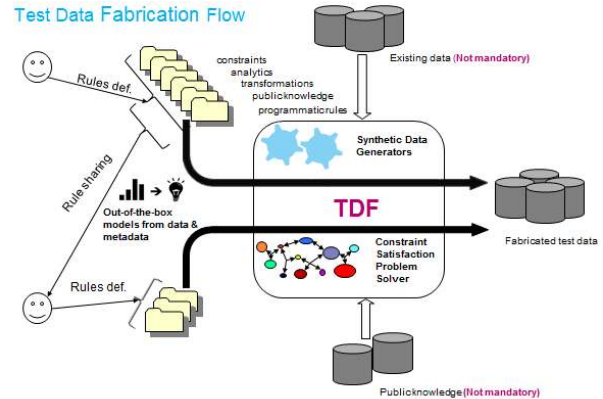 Test Data Fabrication Flow
constraints
analytics
transformations
publicknowledge
programmaticrules
Existing data (Not mandatory)
Rules def.
Rule sharing
Synthetic Data
Generators
Out-of-the-box
models from data &
metadata
TDF
Fabricated test data
Constraint
Satisfaction
Problem
Solver
Rules def.
Publicknowledge (Not mandatory)